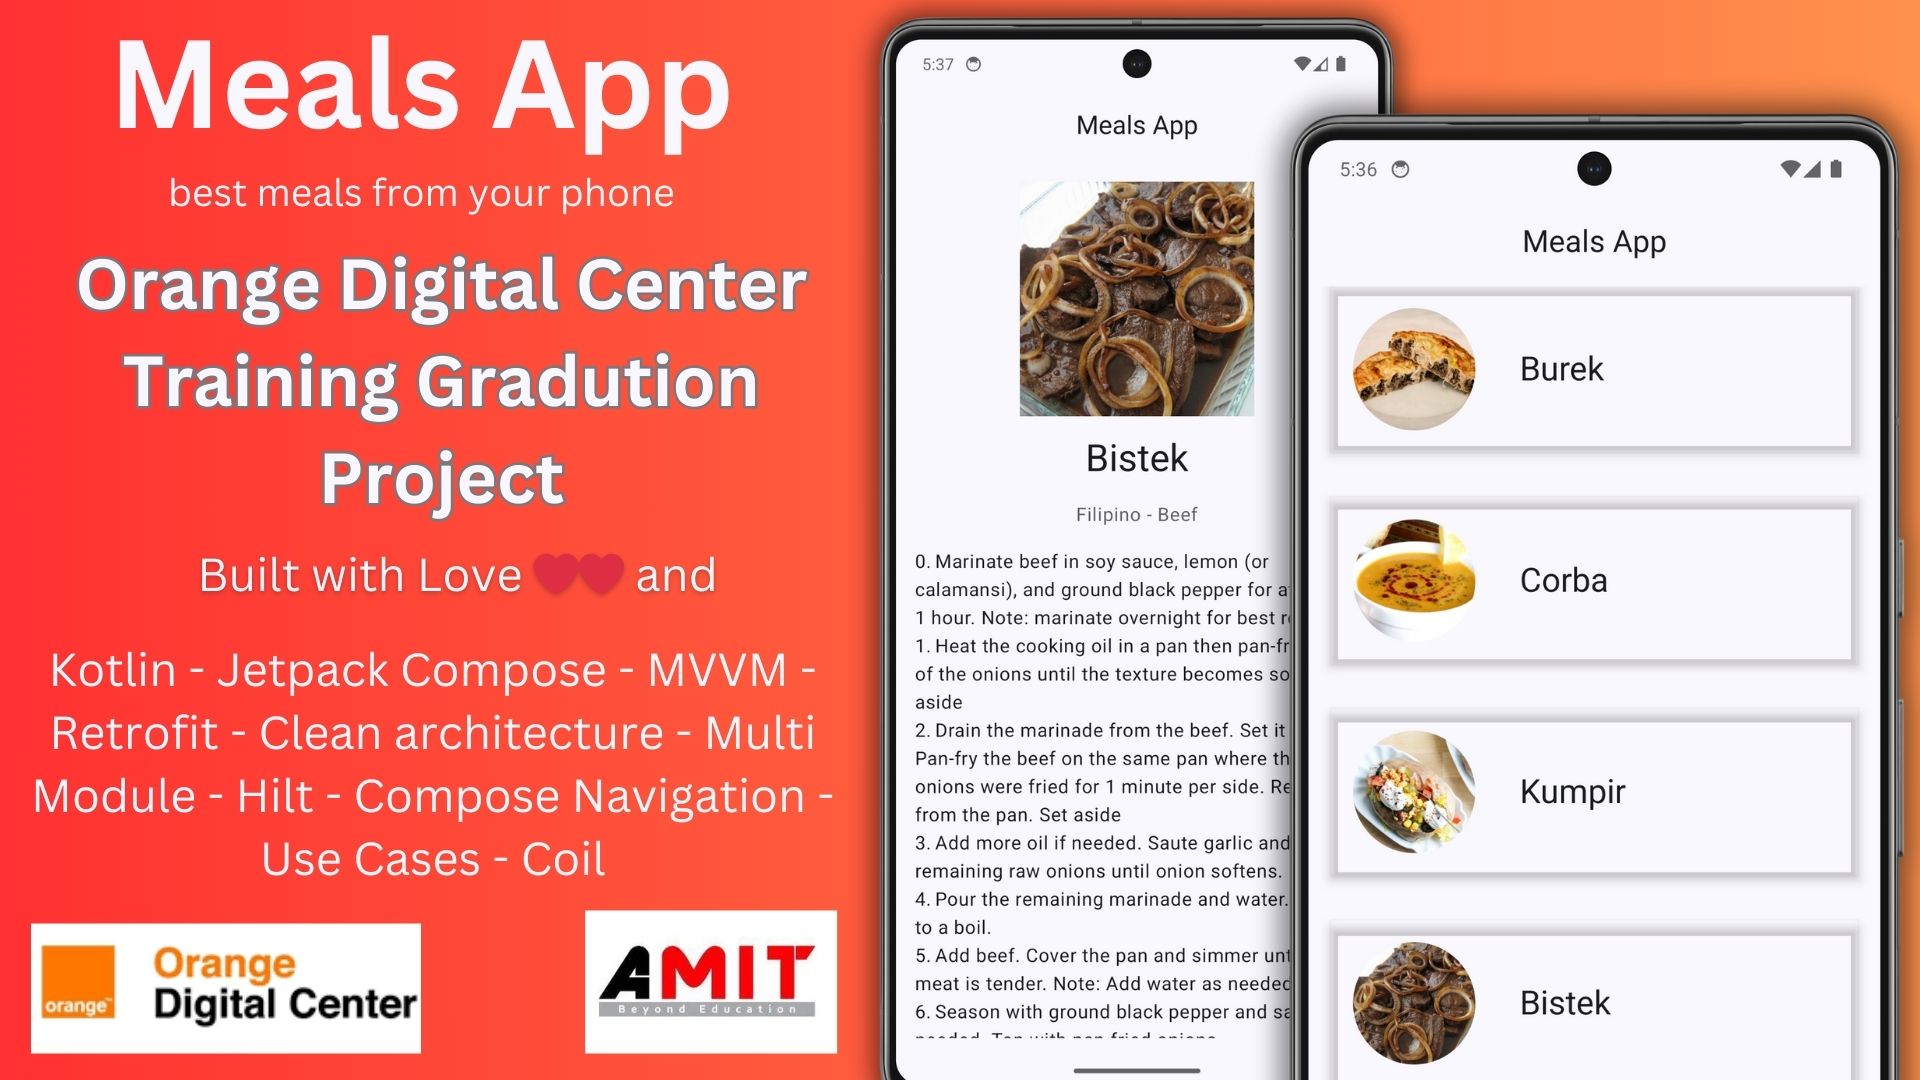 Meals App
best meals from your phone
Orange Digital Center
Training Gradution
Project
Built with Love ❤️❤️ and
Kotlin - Jetpack Compose - MVVM -
Retrofit - Clean architecture - Multi
Module - Hilt - Compose Navigation -
Use Cases - Coil
orange™
Orange
Digital Center
AMIT
Beyond Education
5:37
Meals App
Bistek
Filipino - Beef
0. Marinate beef in soy sauce, lemon (or
calamansi), and ground black pepper for
1 hour. Note: marinate overnight for best
1. Heat the cooking oil in a pan then
of the onions until the texture becomes
aside
2. Drain the marinade from the beef. Set it
Pan-fry the beef on the same pan where
onions were fried for 1 minute per side.
from the pan. Set aside
3. Add more oil if needed. Saute garlic and
remaining raw onions until onion softens.
4. Pour the remaining marinade and water.
to a boil.
5. Add beef. Cover the pan and simmer
meat is tender. Note: Add water as needed
6. Season with ground black pepper and
5:36
Meals App
Burek
Corba
Kumpir
Bistek